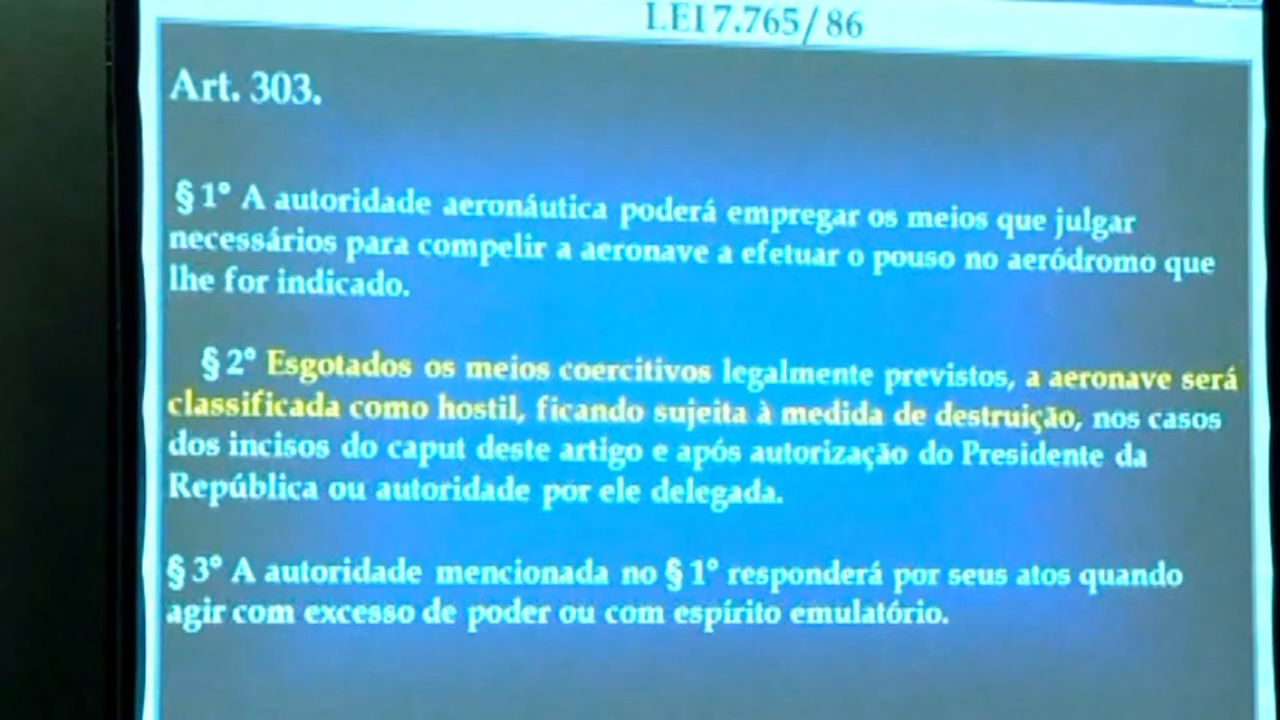 LEI 7.765/86
Art. 303.
§ 1º A autoridade aeronáutica poderá empregar os meios que julgar
necessários para compelir a aeronave a efetuar o pouso no aeródromo que
lhe for indicado.
§ 2º Esgotados os meios coercitivos legalmente previstos, a aeronave será
classificada como hostil, ficando sujeita à medida de destruição, nos casos
dos incisos do caput deste artigo e após autorização do Presidente da
República ou autoridade por ele delegada.
§ 3º A autoridade mencionada no § 1º responderá por seus atos quando
agir com excesso de poder ou com espírito emulatório.